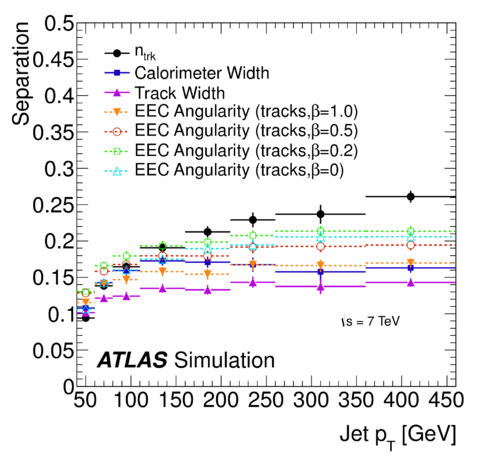 Separation
0.5
0.45
0.4
0.35
0.3
0.25
0.2
0.15
0.1
0.05
0
n_trk
Calorimeter Width
Track Width
EEC Angularity (tracks,β=1.0)
EEC Angularity (tracks,β=0.5)
EEC Angularity (tracks,β=0.2)
EEC Angularity (tracks,β=0)
√s = 7 TeV
ATLAS Simulation
50 100 150 200 250 300 350 400 450
Jet p_T [GeV]